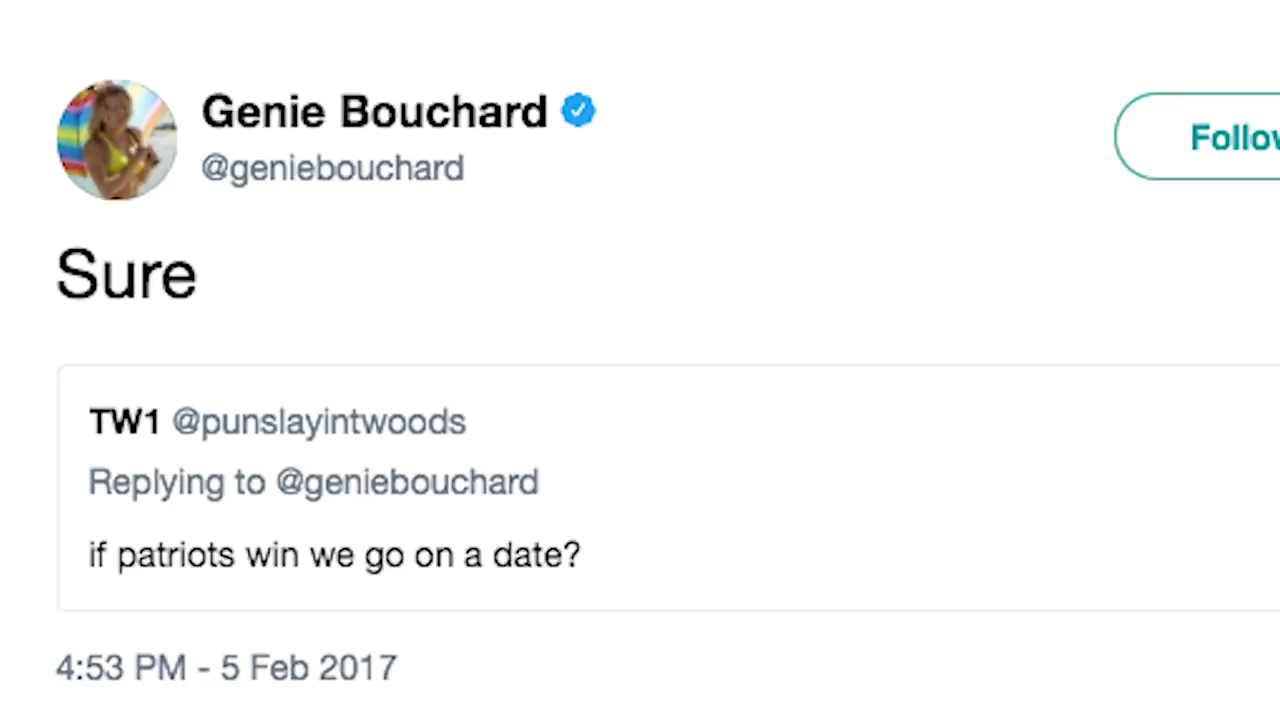 Genie Bouchard
@geniebouchard
Sure
TW1 @punslayintwoods
Replying to @geniebouchard
if patriots win we go on a date?
4:53 PM - 5 Feb 2017